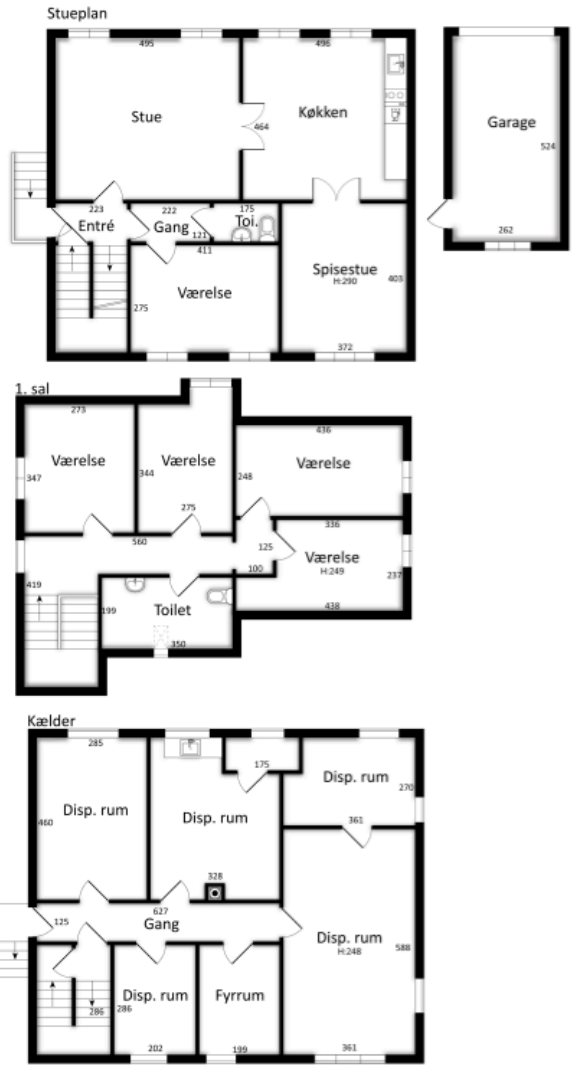 Stueplan
495
496
Stue
Køkken
464
Garage
524
262
223
222
175
Entré
Gang
Toi.
121
411
Værelse
275
Spisestue
H:290
403
372
1. sal
273
436
Værelse
Værelse
Værelse
347
344
248
275
336
560
125
Værelse
100
H:249
237
419
199
Toilet
438
350
Kælder
285
175
Disp. rum
270
Disp. rum
Disp. rum
460
361
328
627
125
Gang
Disp. rum
H:248
588
Disp. rum
Fyrrum
286
286
202
199
361